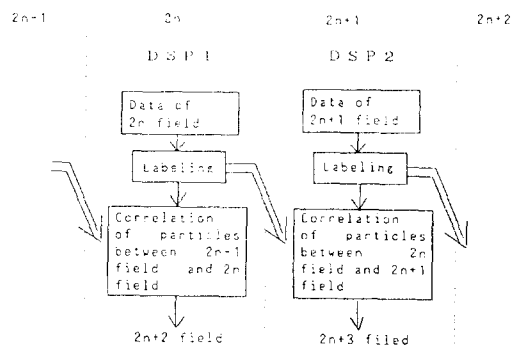 2n-1 2n 2n+1 2n+2
DSP1 DSP2
Data of
2n field
Data of
2n+1 field
Labeling
Labeling
Correlation
of particles
between 2n-1
field and 2n
field
Correlation
of particles
between 2n
field and 2n+1
field
2n+2 field
2n+3 filed